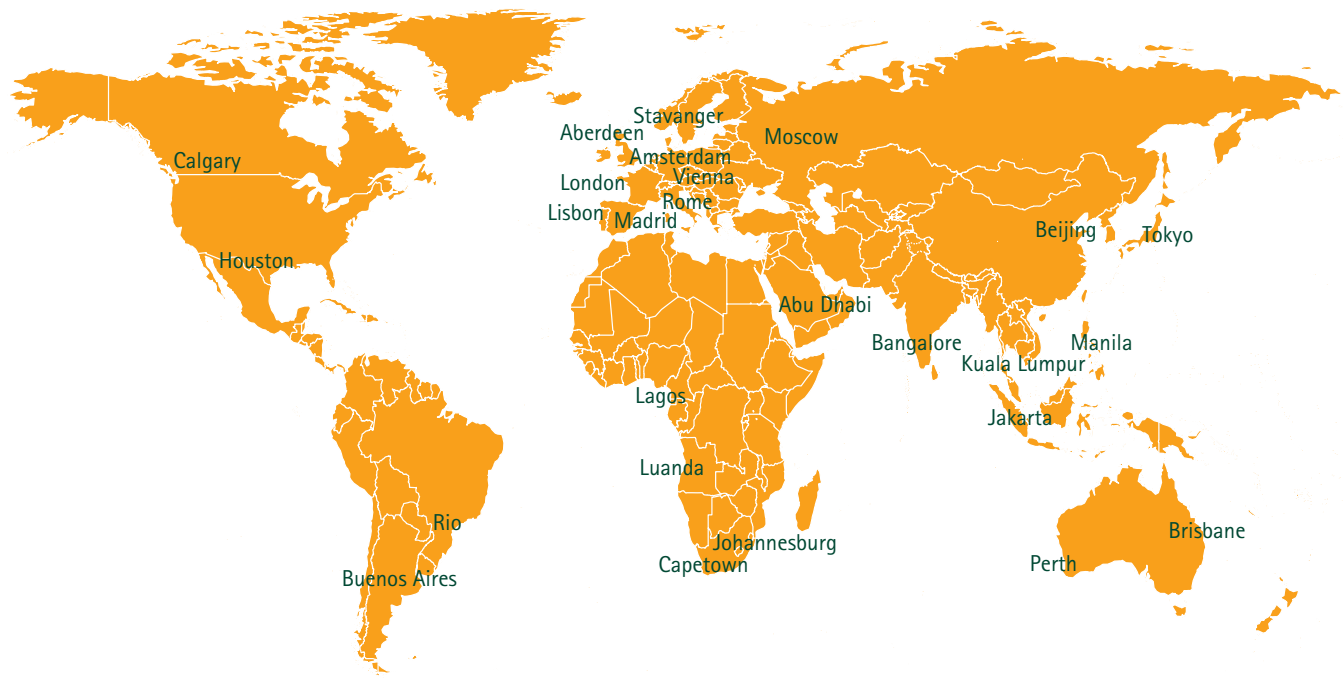 Stavanger
Aberdeen
Moscow
Amsterdam
Calgary
Vienna
London
Rome
Lisbon
Madrid
Beijing
Tokyo
Houston
Abu Dhabi
Bangalore
Manila
Kuala Lumpur
Lagos
Jakarta
Luanda
Rio
Brisbane
Johannesburg
Capetown
Perth
Buenos Aires